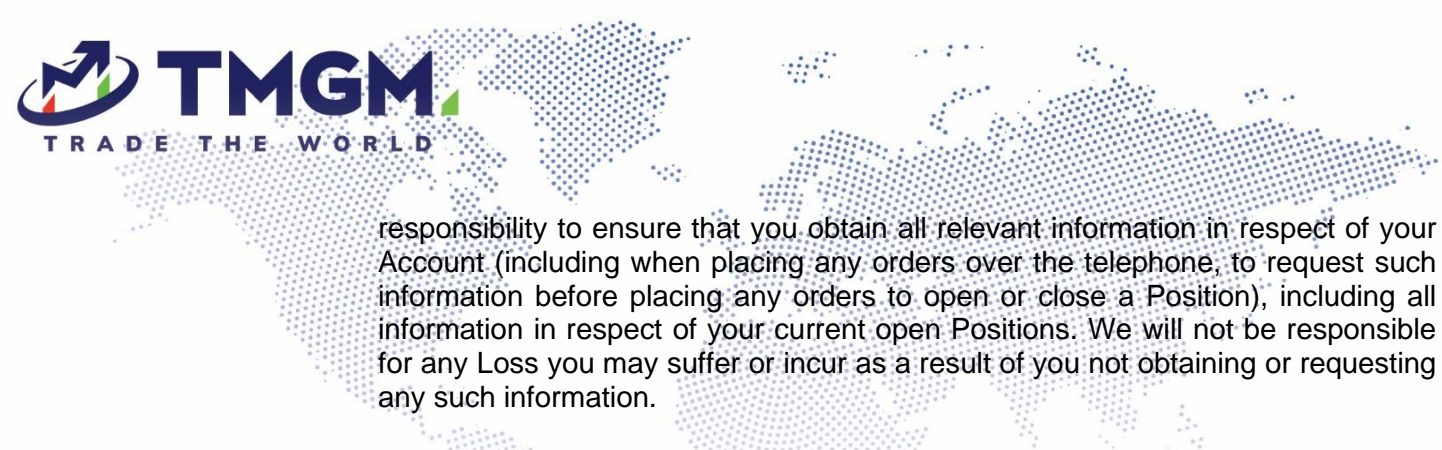 TMGM
TRADE THE WORLD
responsibility to ensure that you obtain all relevant information in respect of your
Account (including when placing any orders over the telephone, to request such
information before placing any orders to open or close a Position), including all
information in respect of your current open Positions. We will not be responsible
for any Loss you may suffer or incur as a result of you not obtaining or requesting
any such information.